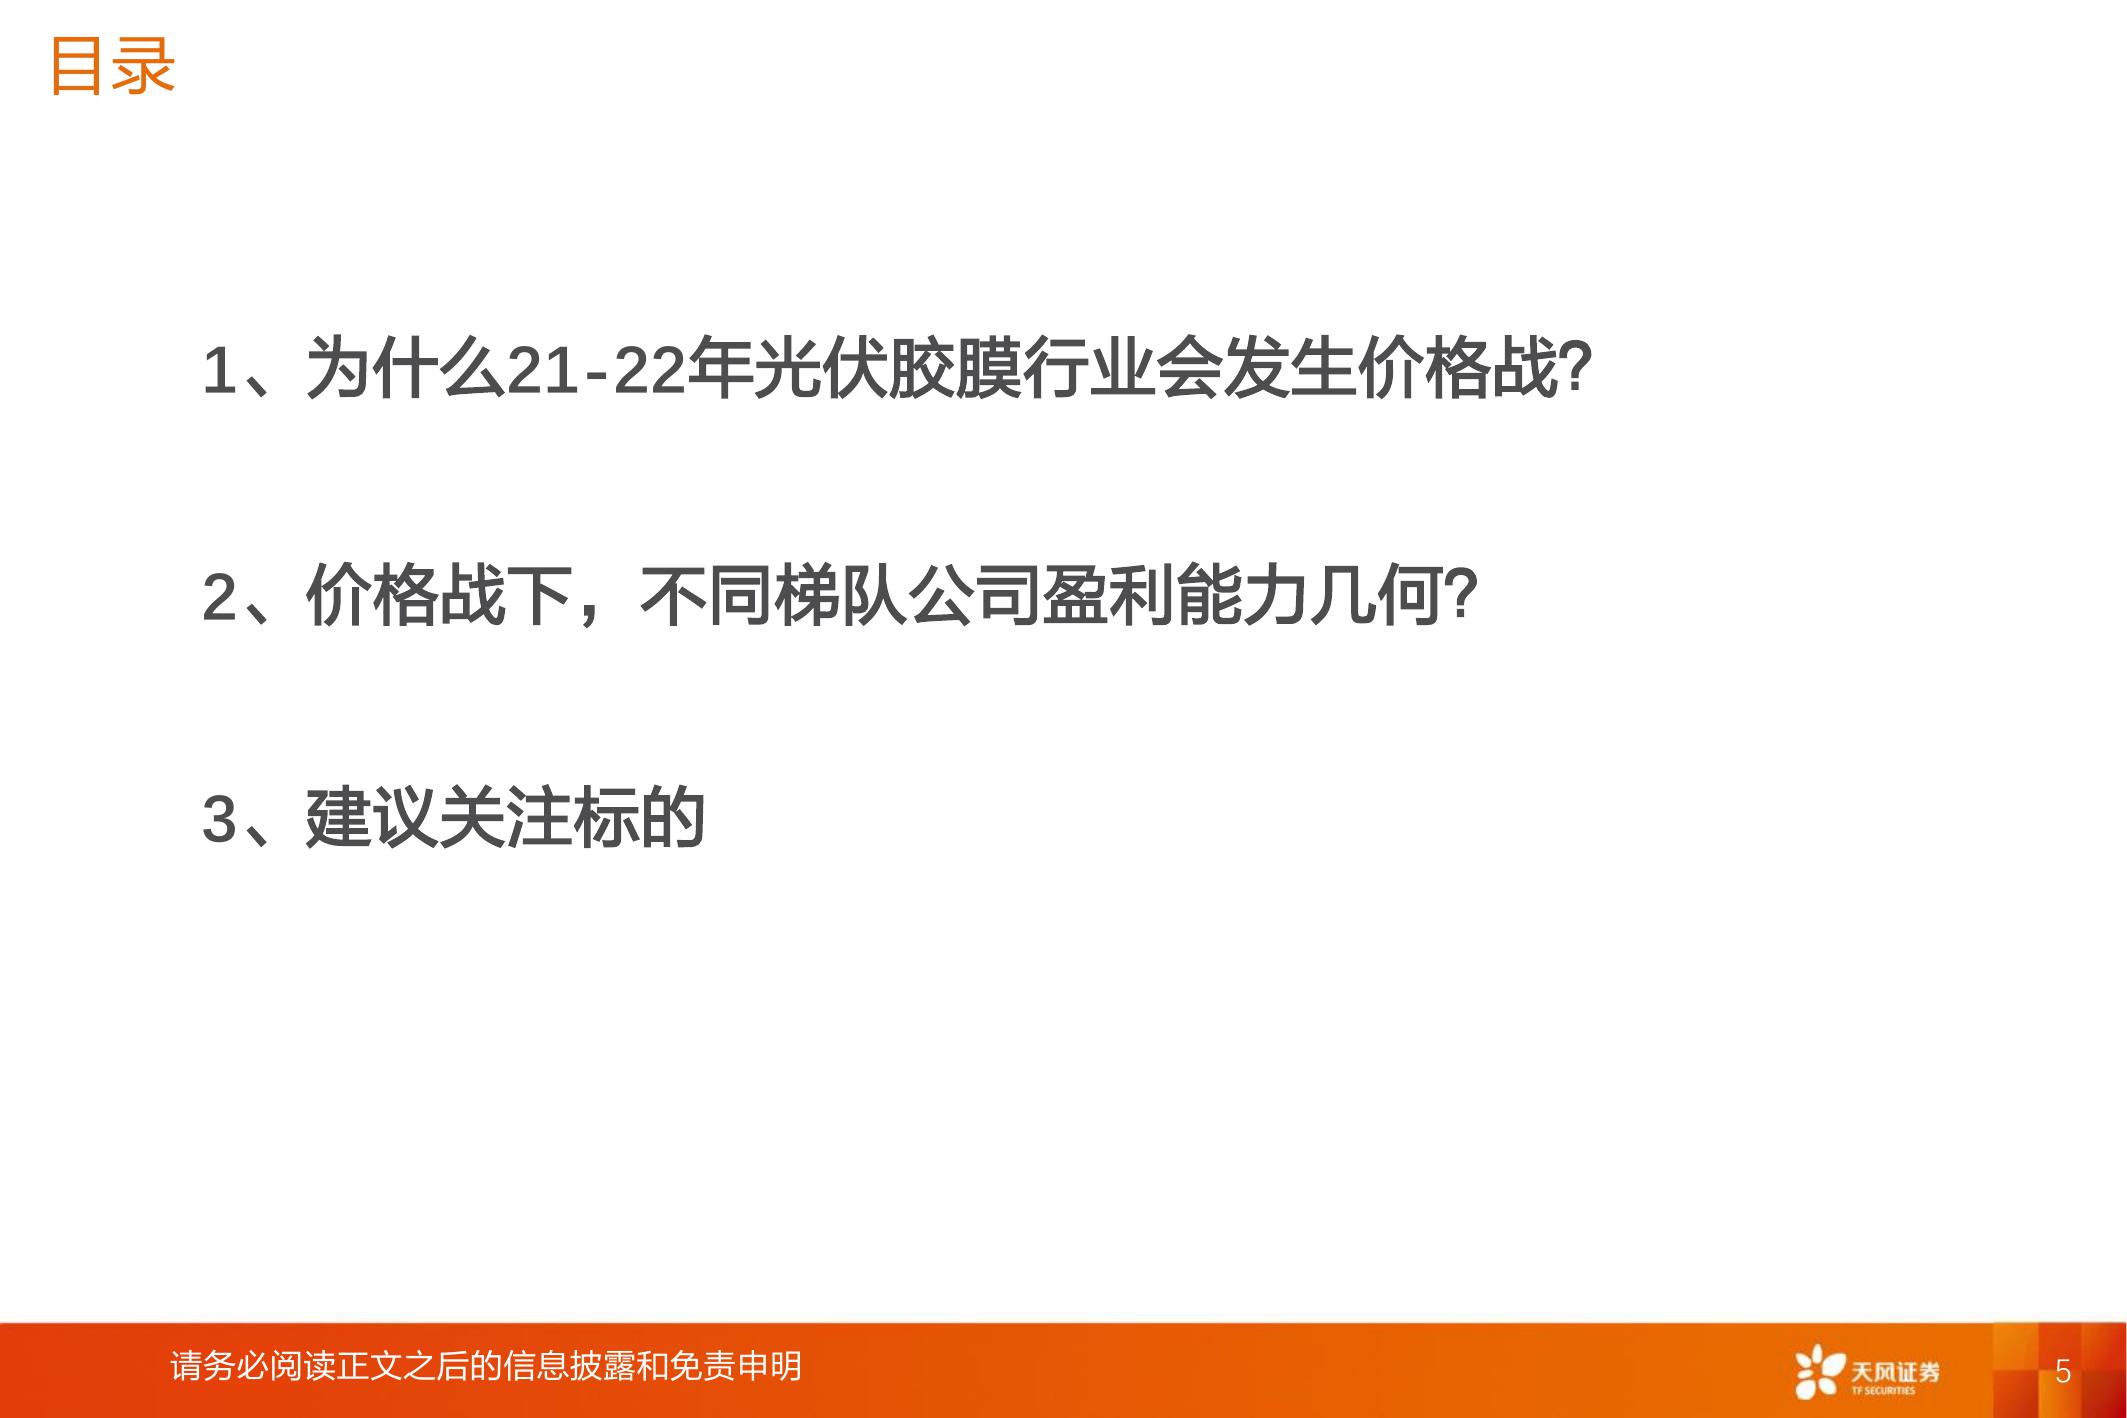 目录
1、为什么21-22年光伏胶膜行业会发生价格战?
2、价格战下，不同梯队公司盈利能力几何?
3、建议关注标的
请务必阅读正文之后的信息披露和免责申明
天风证券
TF SECURITIES
5